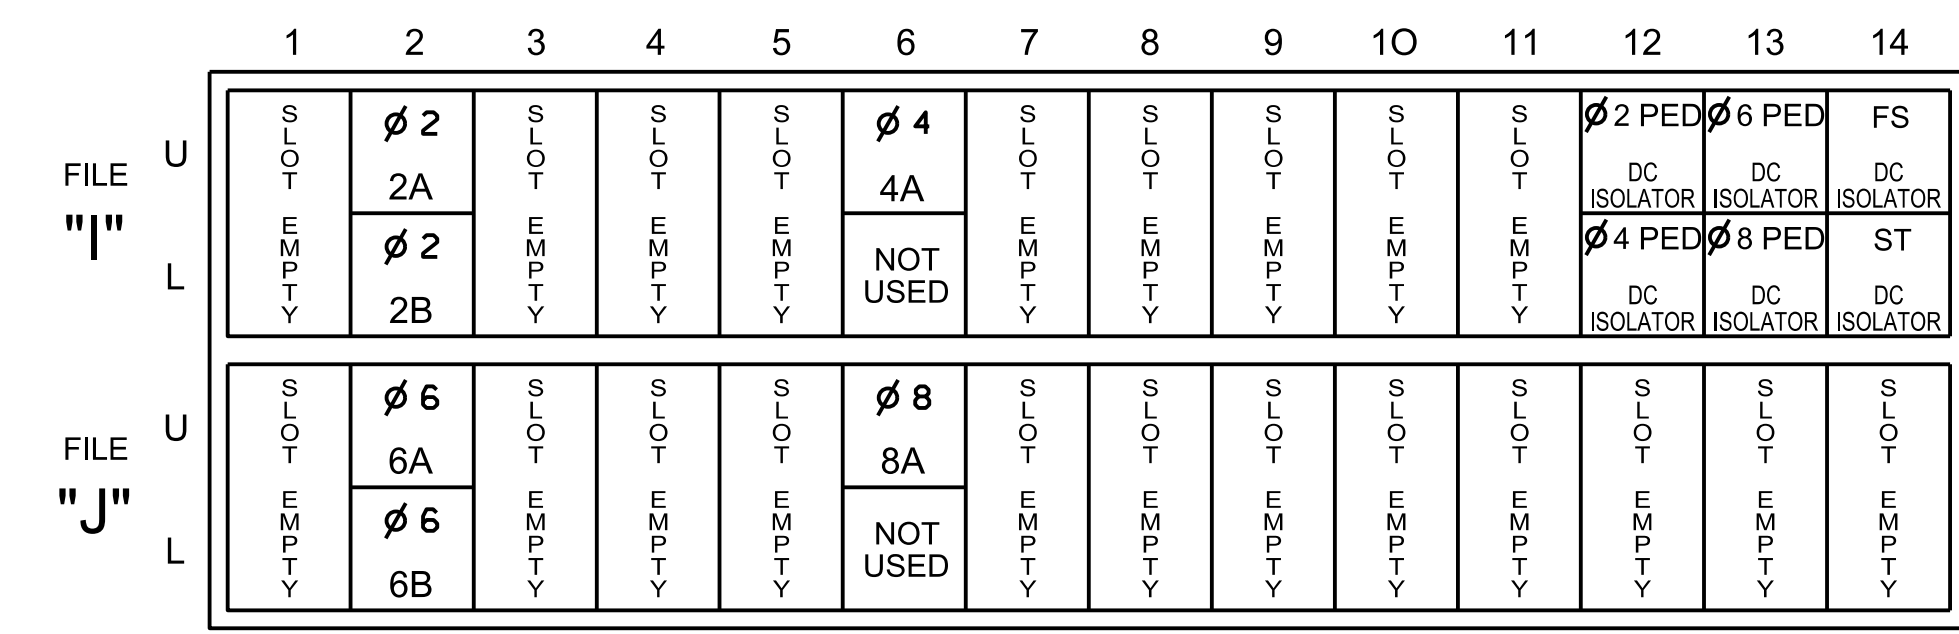 1 2 3 4 5 6 7 8 9 10 11 12 13 14
FILE "I"
U
L
SLOT EMPTY
Ø 2
2A
Ø 2
2B
SLOT EMPTY
SLOT EMPTY
SLOT EMPTY
Ø 4
4A
NOT
USED
SLOT EMPTY
SLOT EMPTY
SLOT EMPTY
SLOT EMPTY
SLOT EMPTY
Ø 2 PED
DC
ISOLATOR
Ø 4 PED
DC
ISOLATOR
Ø 6 PED
DC
ISOLATOR
Ø 8 PED
DC
ISOLATOR
FS
DC
ISOLATOR
ST
DC
ISOLATOR
FILE "J"
U
L
SLOT EMPTY
Ø 6
6A
Ø 6
6B
SLOT EMPTY
SLOT EMPTY
SLOT EMPTY
Ø 8
8A
NOT
USED
SLOT EMPTY
SLOT EMPTY
SLOT EMPTY
SLOT EMPTY
SLOT EMPTY
SLOT EMPTY
SLOT EMPTY
SLOT EMPTY